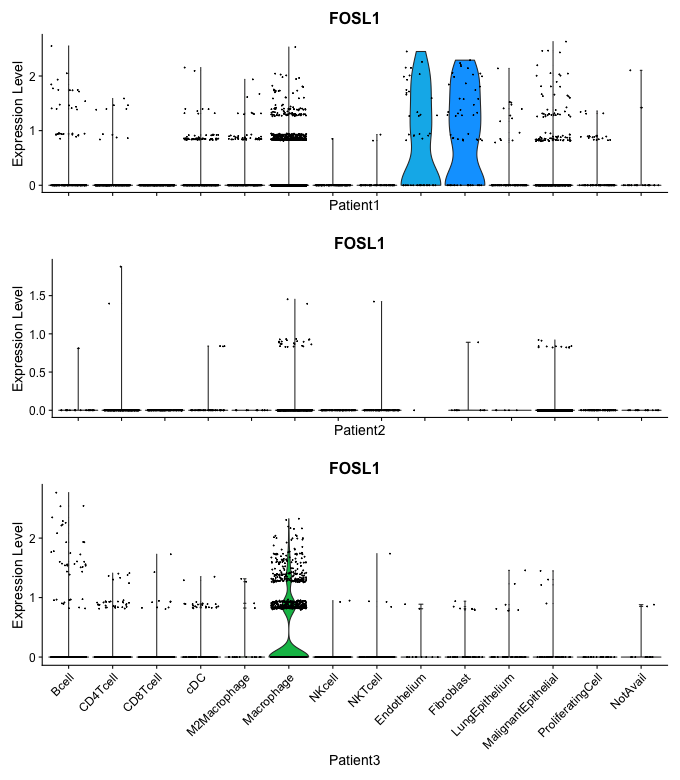 FOSL1
Expression Level
2
1
0
Patient1
FOSL1
Expression Level
1.5
1.0
0.5
0.0
Patient2
FOSL1
Expression Level
2
1
0
Bcell
CD4Tcell
CD8Tcell
cDC
M2Macrophage
Macrophage
NKcell
NKTcell
Endothelium
Fibroblast
LungEpithelium
MalignantEpithelial
ProliferatingCell
NotAvail
Patient3